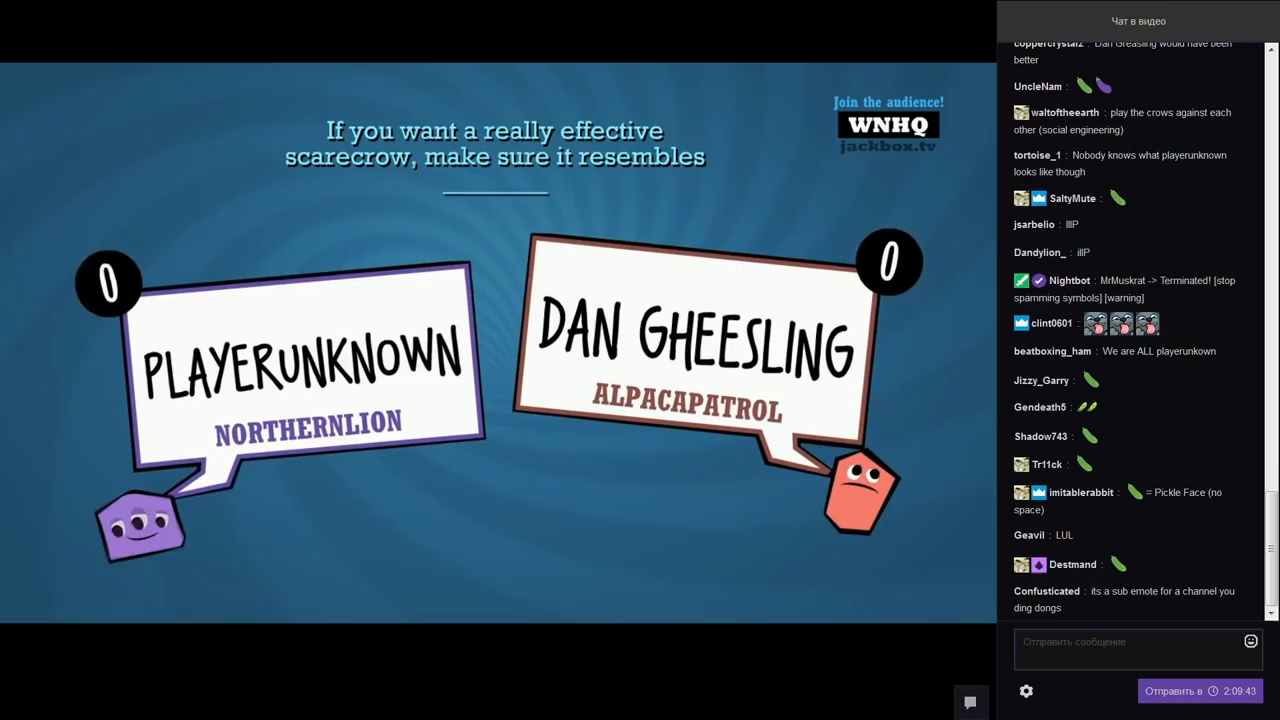 If you want a really effective
scarecrow, make sure it resembles
Join the audience!
WNHQ
jackbox.tv
0
PLAYERUNKNOWN
NORTHERNLION
0
DAN GHEESLING
ALPACAPATROL
Чат в видео
coppercrystalz : Dan Greasling would have been
better
UncleNam :
waltoftheearth : play the crows against each
other (social engineering)
tortoise_1 : Nobody knows what playerunknown
looks like though
SaltyMute :
jsarbelio : lllP
Dandylion_ : illP
Nightbot : MrMuskrat -> Terminated! [stop
spamming symbols] [warning]
clint0601 :
beatboxing_ham : We are ALL playerunkown
Jizzy_Garry :
Gendeath5 :
Shadow743 :
Tr11ck :
imitablerabbit : = Pickle Face (no
space)
Geavil : LUL
Destmand :
Confusticated : its a sub emote for a channel you
ding dongs
Отправить сообщение
Отправить в 2:09:43